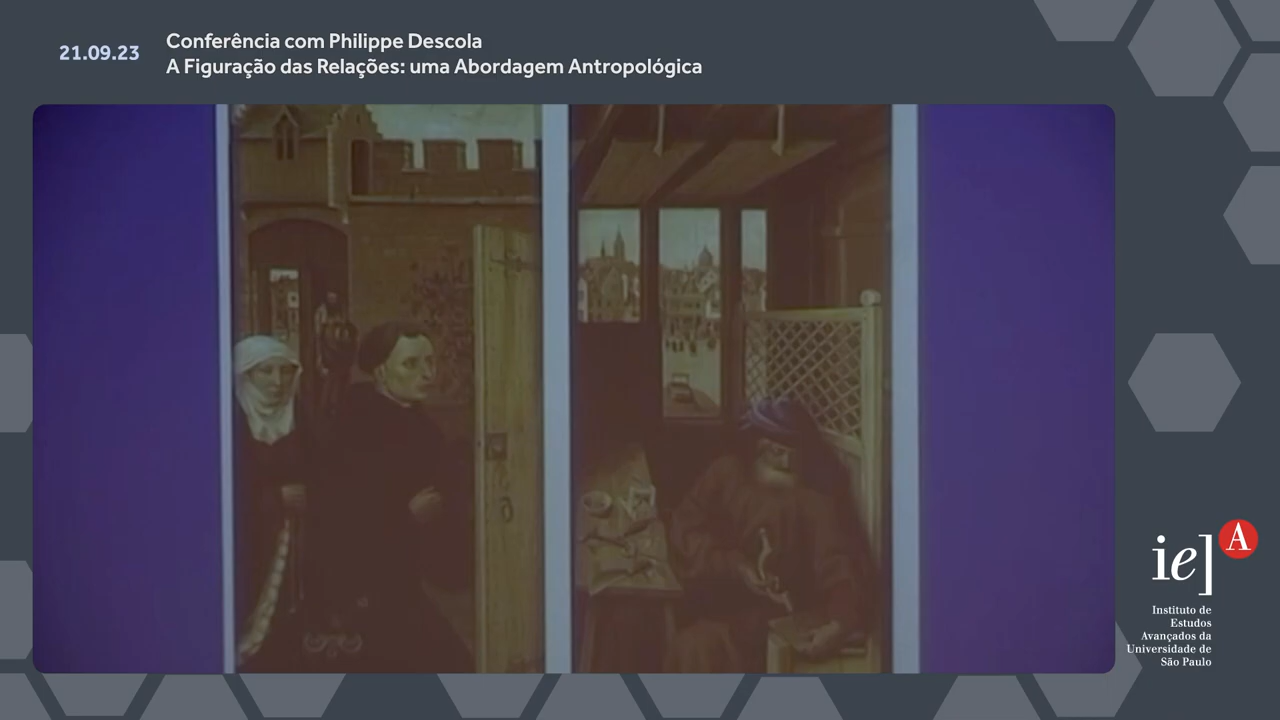 21.09.23
Conferência com Philippe Descola
A Figuração das Relações: uma Abordagem Antropológica
ie] A
Instituto de
Estudos
Avançados da
Universidade de
São Paulo